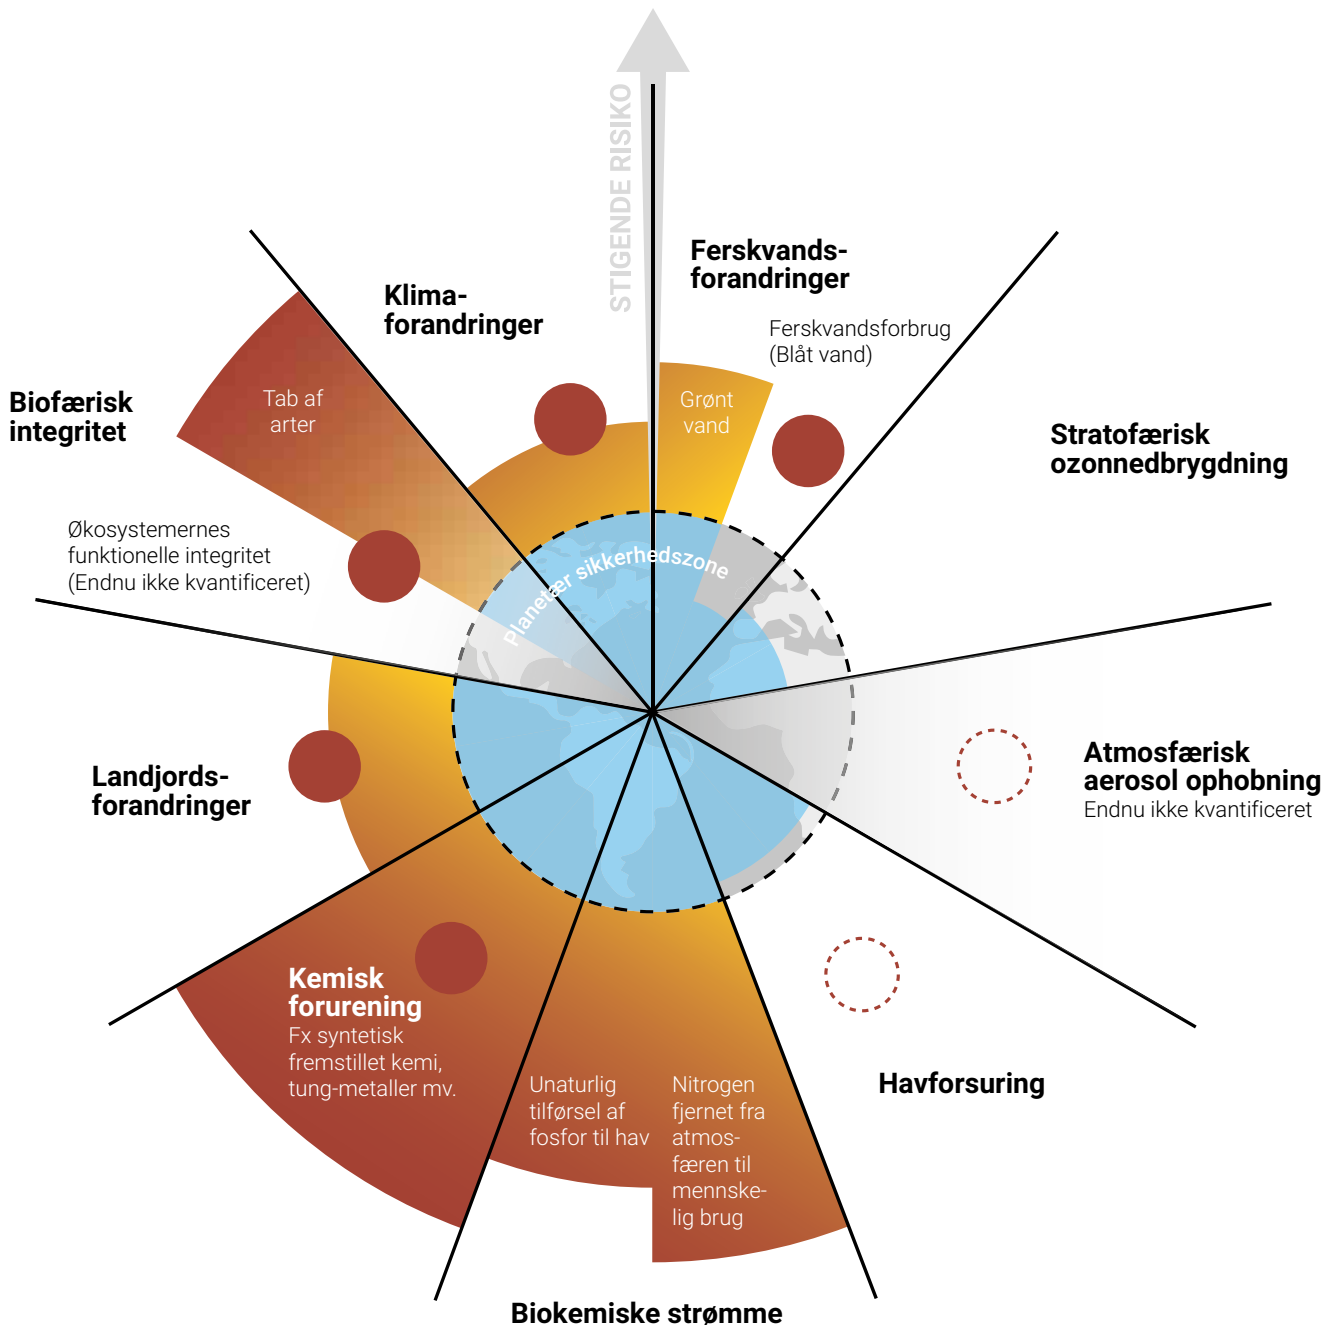 STIGENDE RISIKO
Ferskvands-
forandringer
Ferskvandsforbrug
(Blåt vand)
Grønt
vand
Klima-
forandringer
Stratofærisk
ozonnedbrygdning
Biofærisk
integritet
Tab af
arter
Økosystemernes
funktionelle integritet
(Endnu ikke kvantificeret)
Planetær sikkerhedszone
Landjords-
forandringer
Atmosfærisk
aerosol ophobning
Endnu ikke kvantificeret
Kemisk
forurening
Fx syntetisk
fremstillet kemi,
tung-metaller mv.
Unaturlig
tilførsel af
fosfor til hav
Nitrogen
fjernet fra
atmos-
færen til
mennske-
lig brug
Havforsuring
Biokemiske strømme